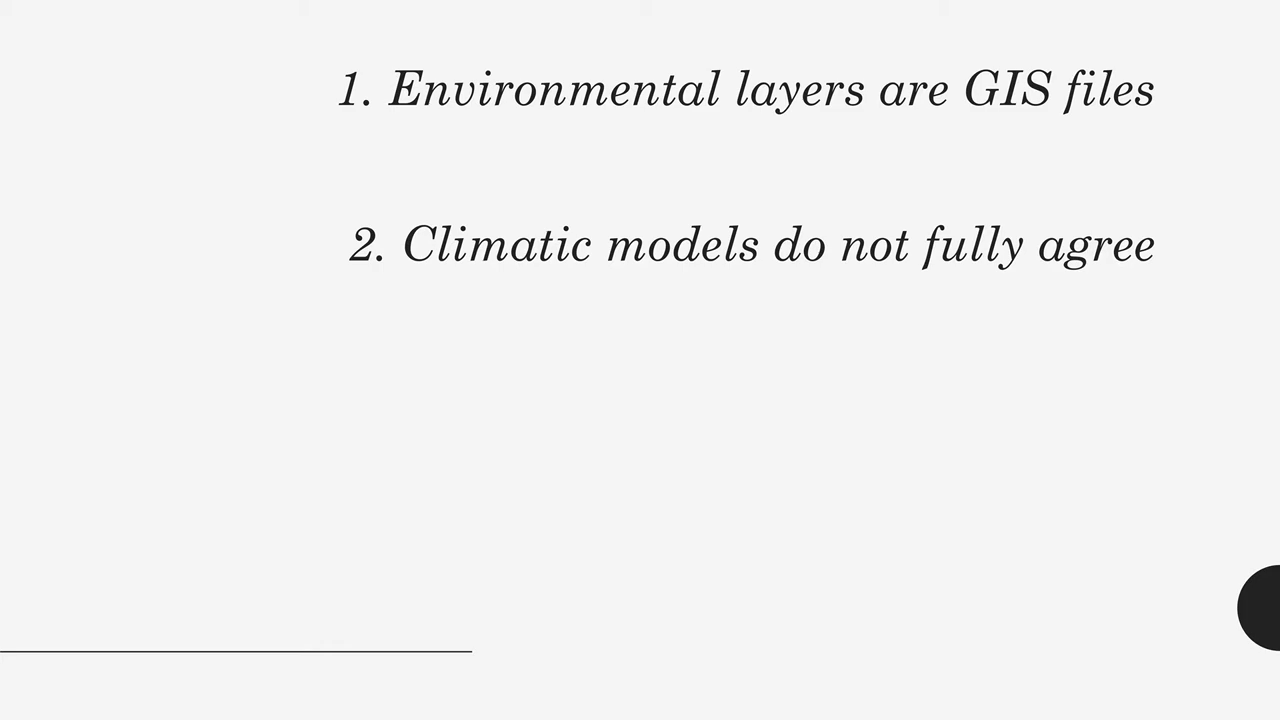 1. Environmental layers are GIS files
2. Climatic models do not fully agree